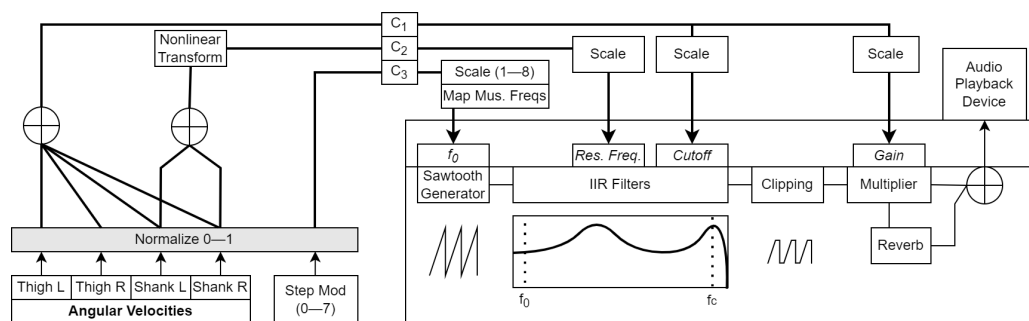 C1
Nonlinear
Transform
C2
C3
Scale
Scale
Scale
Scale (1—8)
Map Mus. Freqs
Audio
Playback
Device
f0
Res. Freq.
Cutoff
Gain
Sawtooth
Generator
IIR Filters
Clipping
Multiplier
Reverb
Normalize 0—1
Thigh L
Thigh R
Shank L
Shank R
Angular Velocities
Step Mod
(0—7)
f0
fc